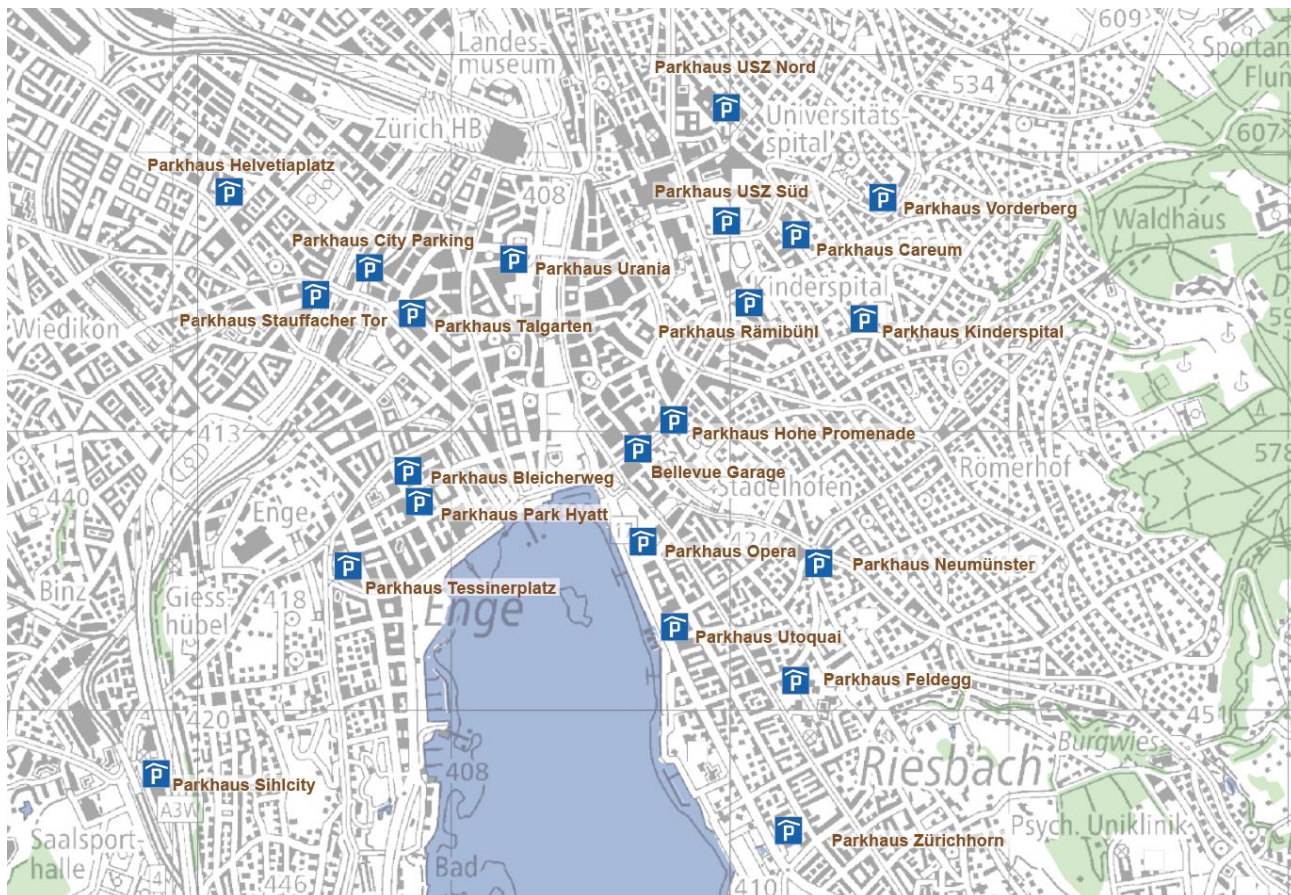 609
Landes-
museum
Sportan
Flun
Parkhaus USZ Nord
534
Universitäts
spital
Zürich HB
607
Parkhaus Helvetiaplatz
408
Parkhaus USZ Süd
Parkhaus Vorderberg
Waldhaus
Parkhaus City Parking
Parkhaus Careum
Parkhaus Urania
Kinderspital
Wiedikon
Parkhaus Stauffacher Tor
Parkhaus Talgarten
Parkhaus Rämibühl
Parkhaus Kinderspital
413
Parkhaus Hohe Promenade
578
440
Parkhaus Bleicherweg
Bellevue Garage
Römerhof
Stadelhofen
Enge
Parkhaus Park Hyatt
17
424
Parkhaus Opera
Parkhaus Neumünster
Binz
Giess-
hübel
418
Parkhaus Tessinerplatz
Enge
Parkhaus Utoquai
Parkhaus Feldegg
420
451
Burgwies
Riesbach
408
Parkhaus Sihlcity
A3W
Saalsport-
halle
Psych. Uniklinik
Parkhaus Zürichhorn
Bad
446
410